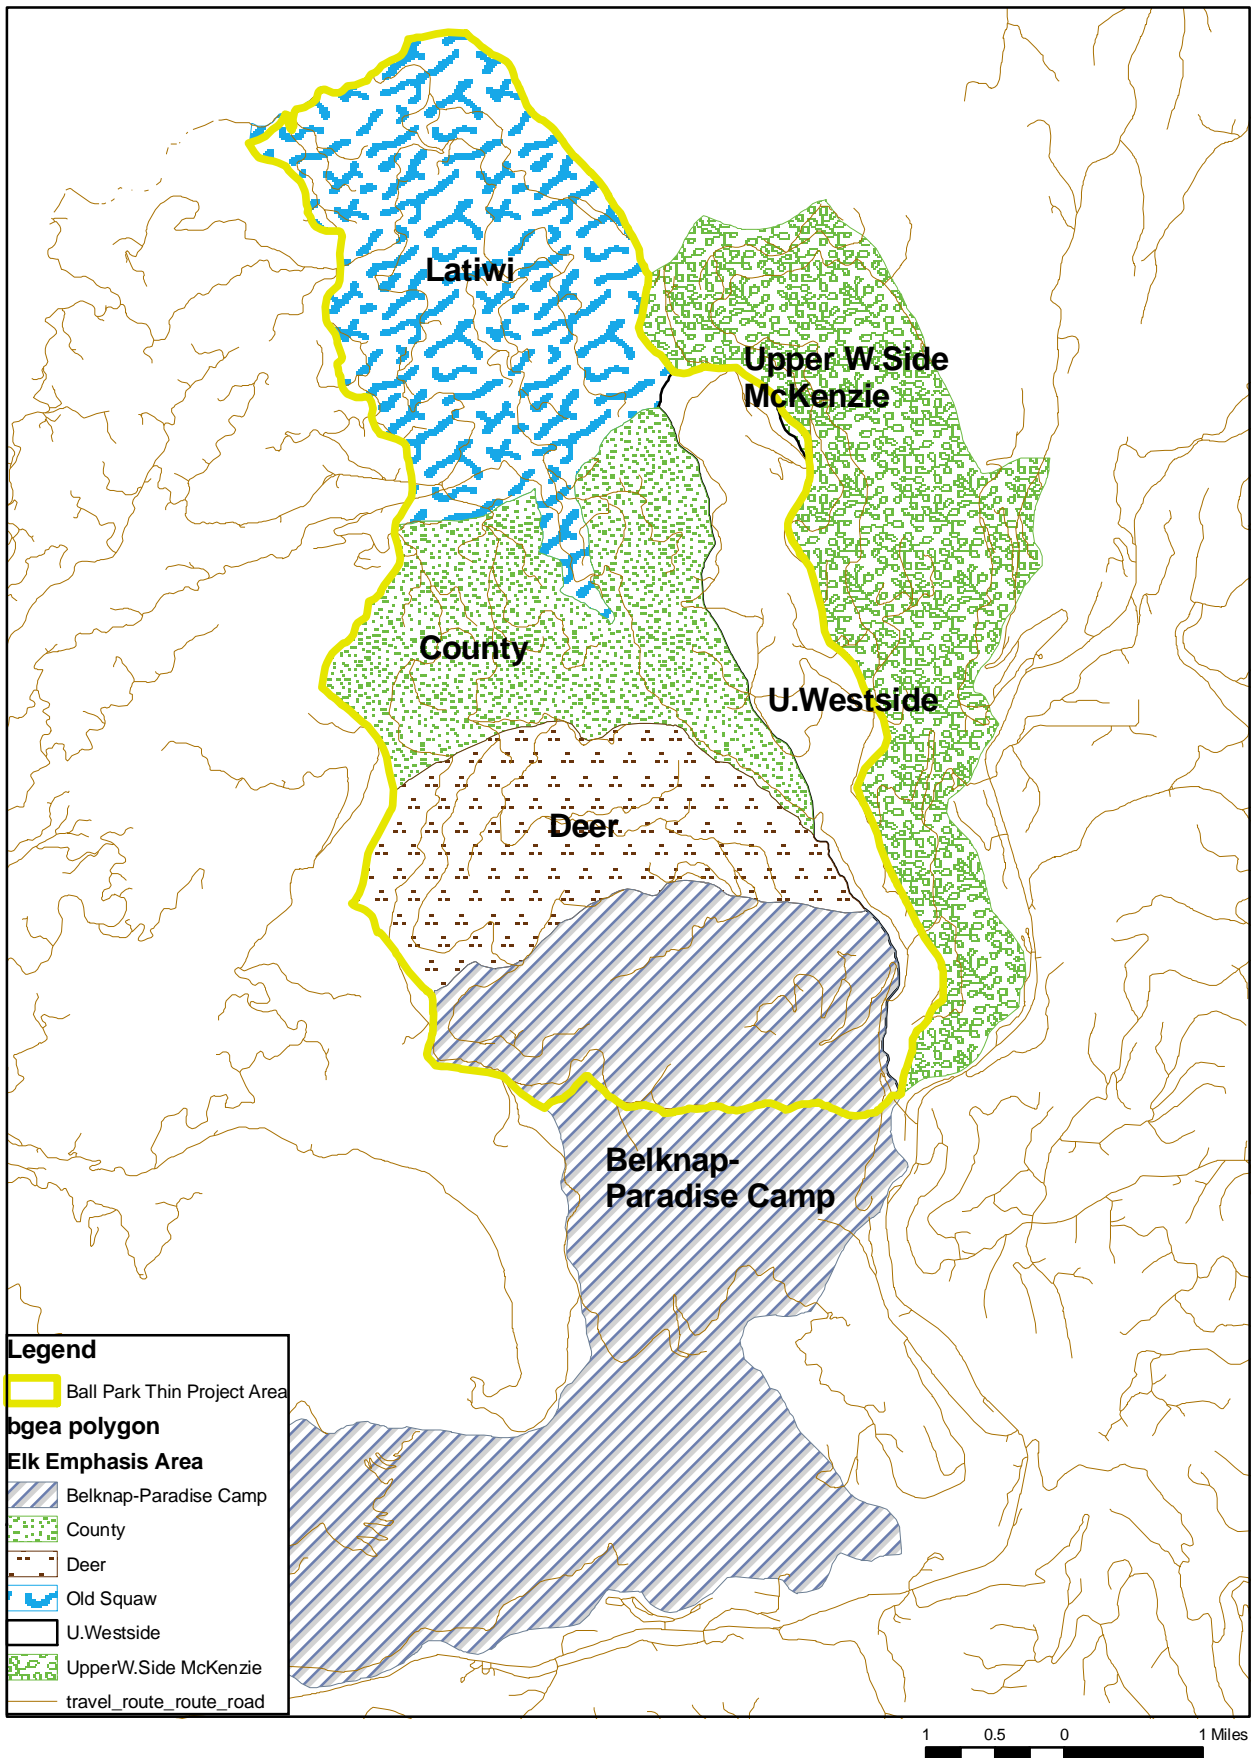 Latiwi
Upper W.Side
McKenzie
County
U.Westside
Deer
Belknap-
Paradise Camp
Legend
Ball Park Thin Project Area
bgea polygon
Elk Emphasis Area
Belknap-Paradise Camp
County
Deer
Old Squaw
U.Westside
UpperW.Side McKenzie
travel_route_route_road
1 0.5 0 1 Miles